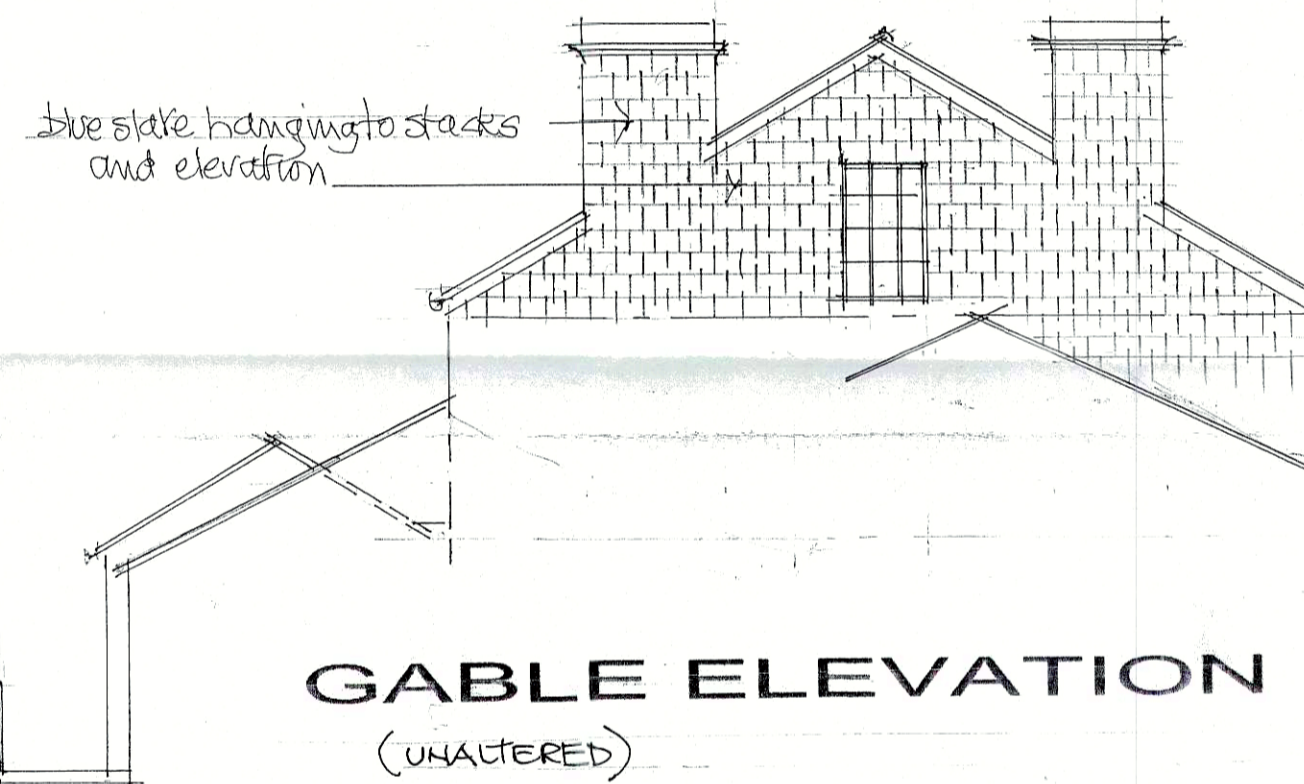 blue slate hanging to stacks
and elevation
GABLE ELEVATION
(UNALTERED)